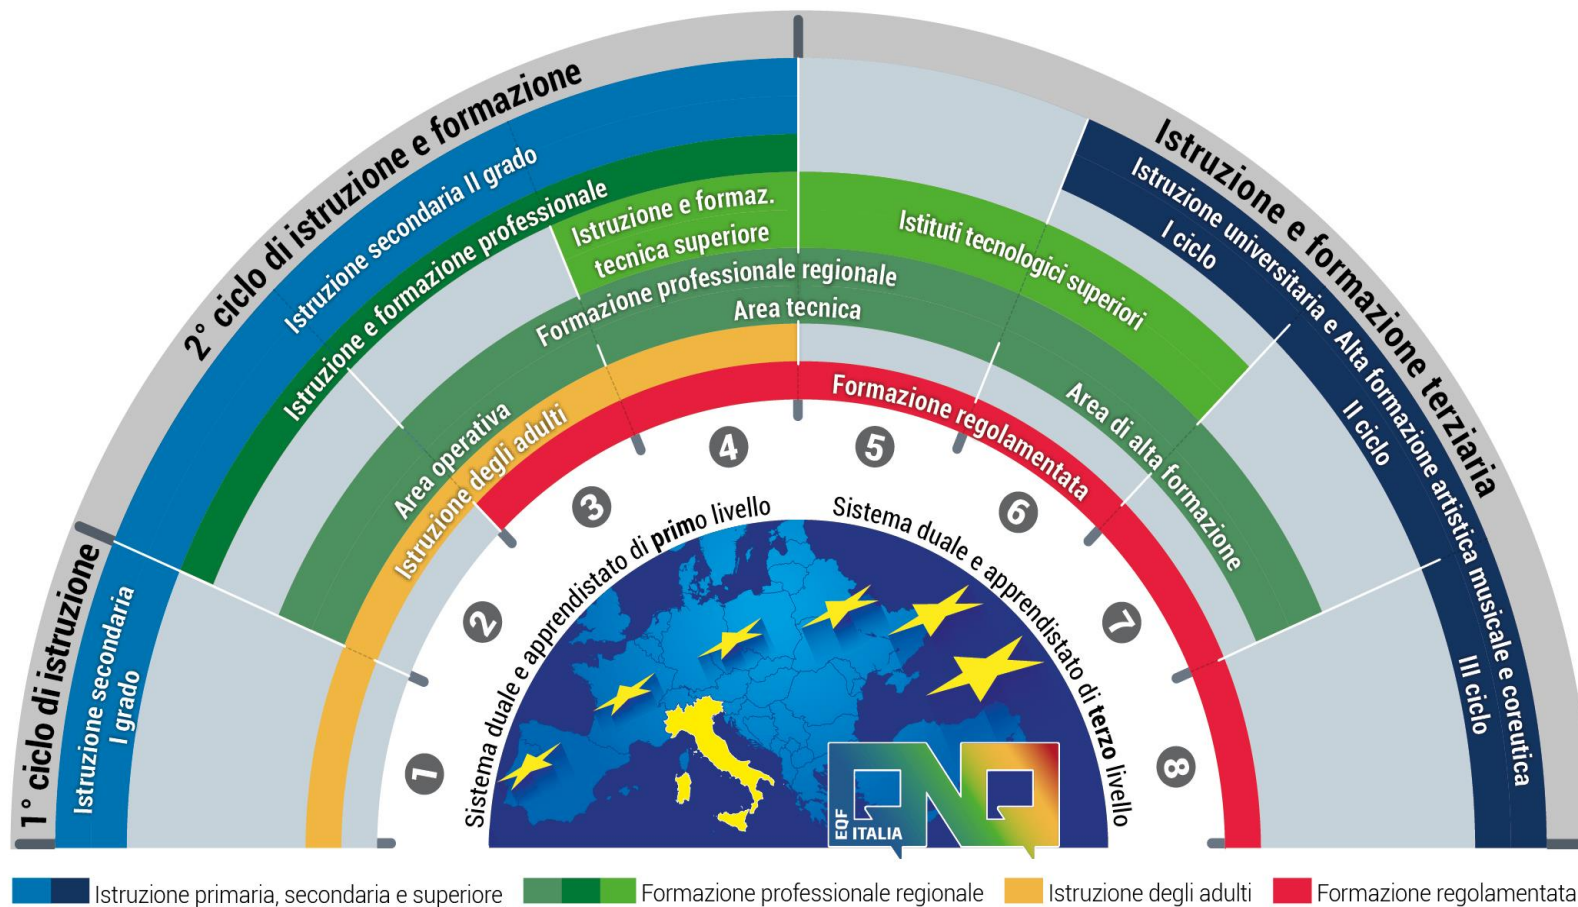 1° ciclo di istruzione
2° ciclo di istruzione e formazione
Istruzione e formazione terziaria
Istruzione secondaria
I grado
Istruzione secondaria II grado
Istruzione e formazione professionale
Istruzione e formaz.
tecnica superiore
Istituti tecnologici superiori
Istruzione universitaria e Alta formazione artistica musicale e coreutica
I ciclo
II ciclo
III ciclo
Formazione professionale regionale
Area operativa
Area tecnica
Area di alta formazione
Istruzione degli adulti
Formazione regolamentata
1
2
3
4
5
6
7
8
Sistema duale e apprendistato di primo livello
Sistema duale e apprendistato di terzo livello
EQF
ITALIA
QNQ
Istruzione primaria, secondaria e superiore
Formazione professionale regionale
Istruzione degli adulti
Formazione regolamentata